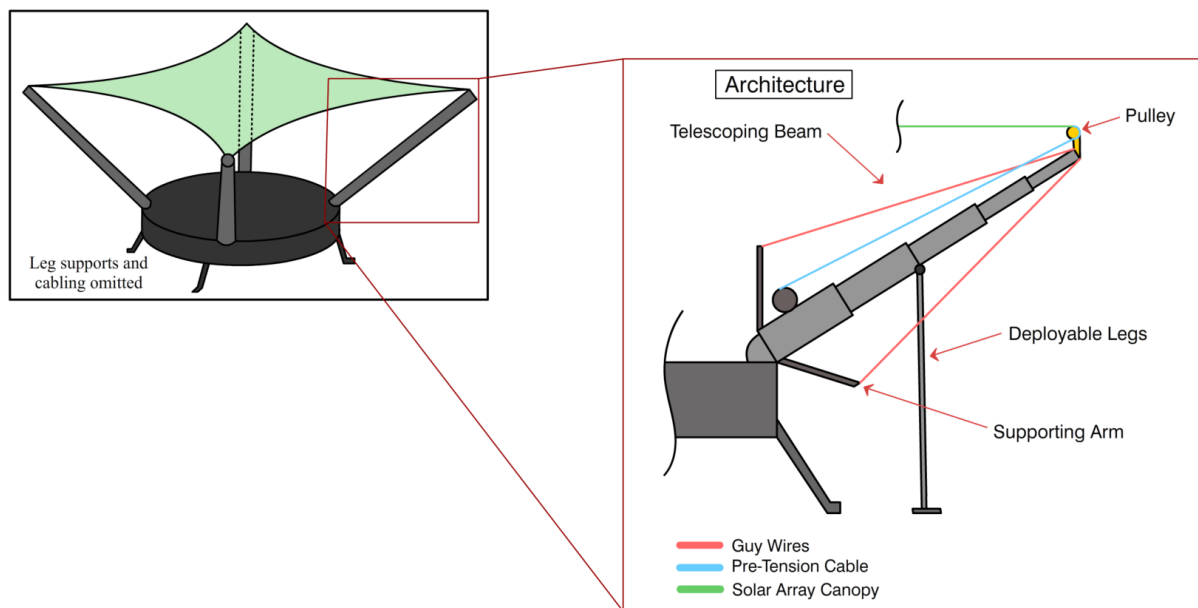 Leg supports and
cabling omitted
Architecture
Telescoping Beam
Pulley
Deployable Legs
Supporting Arm
Guy Wires
Pre-Tension Cable
Solar Array Canopy